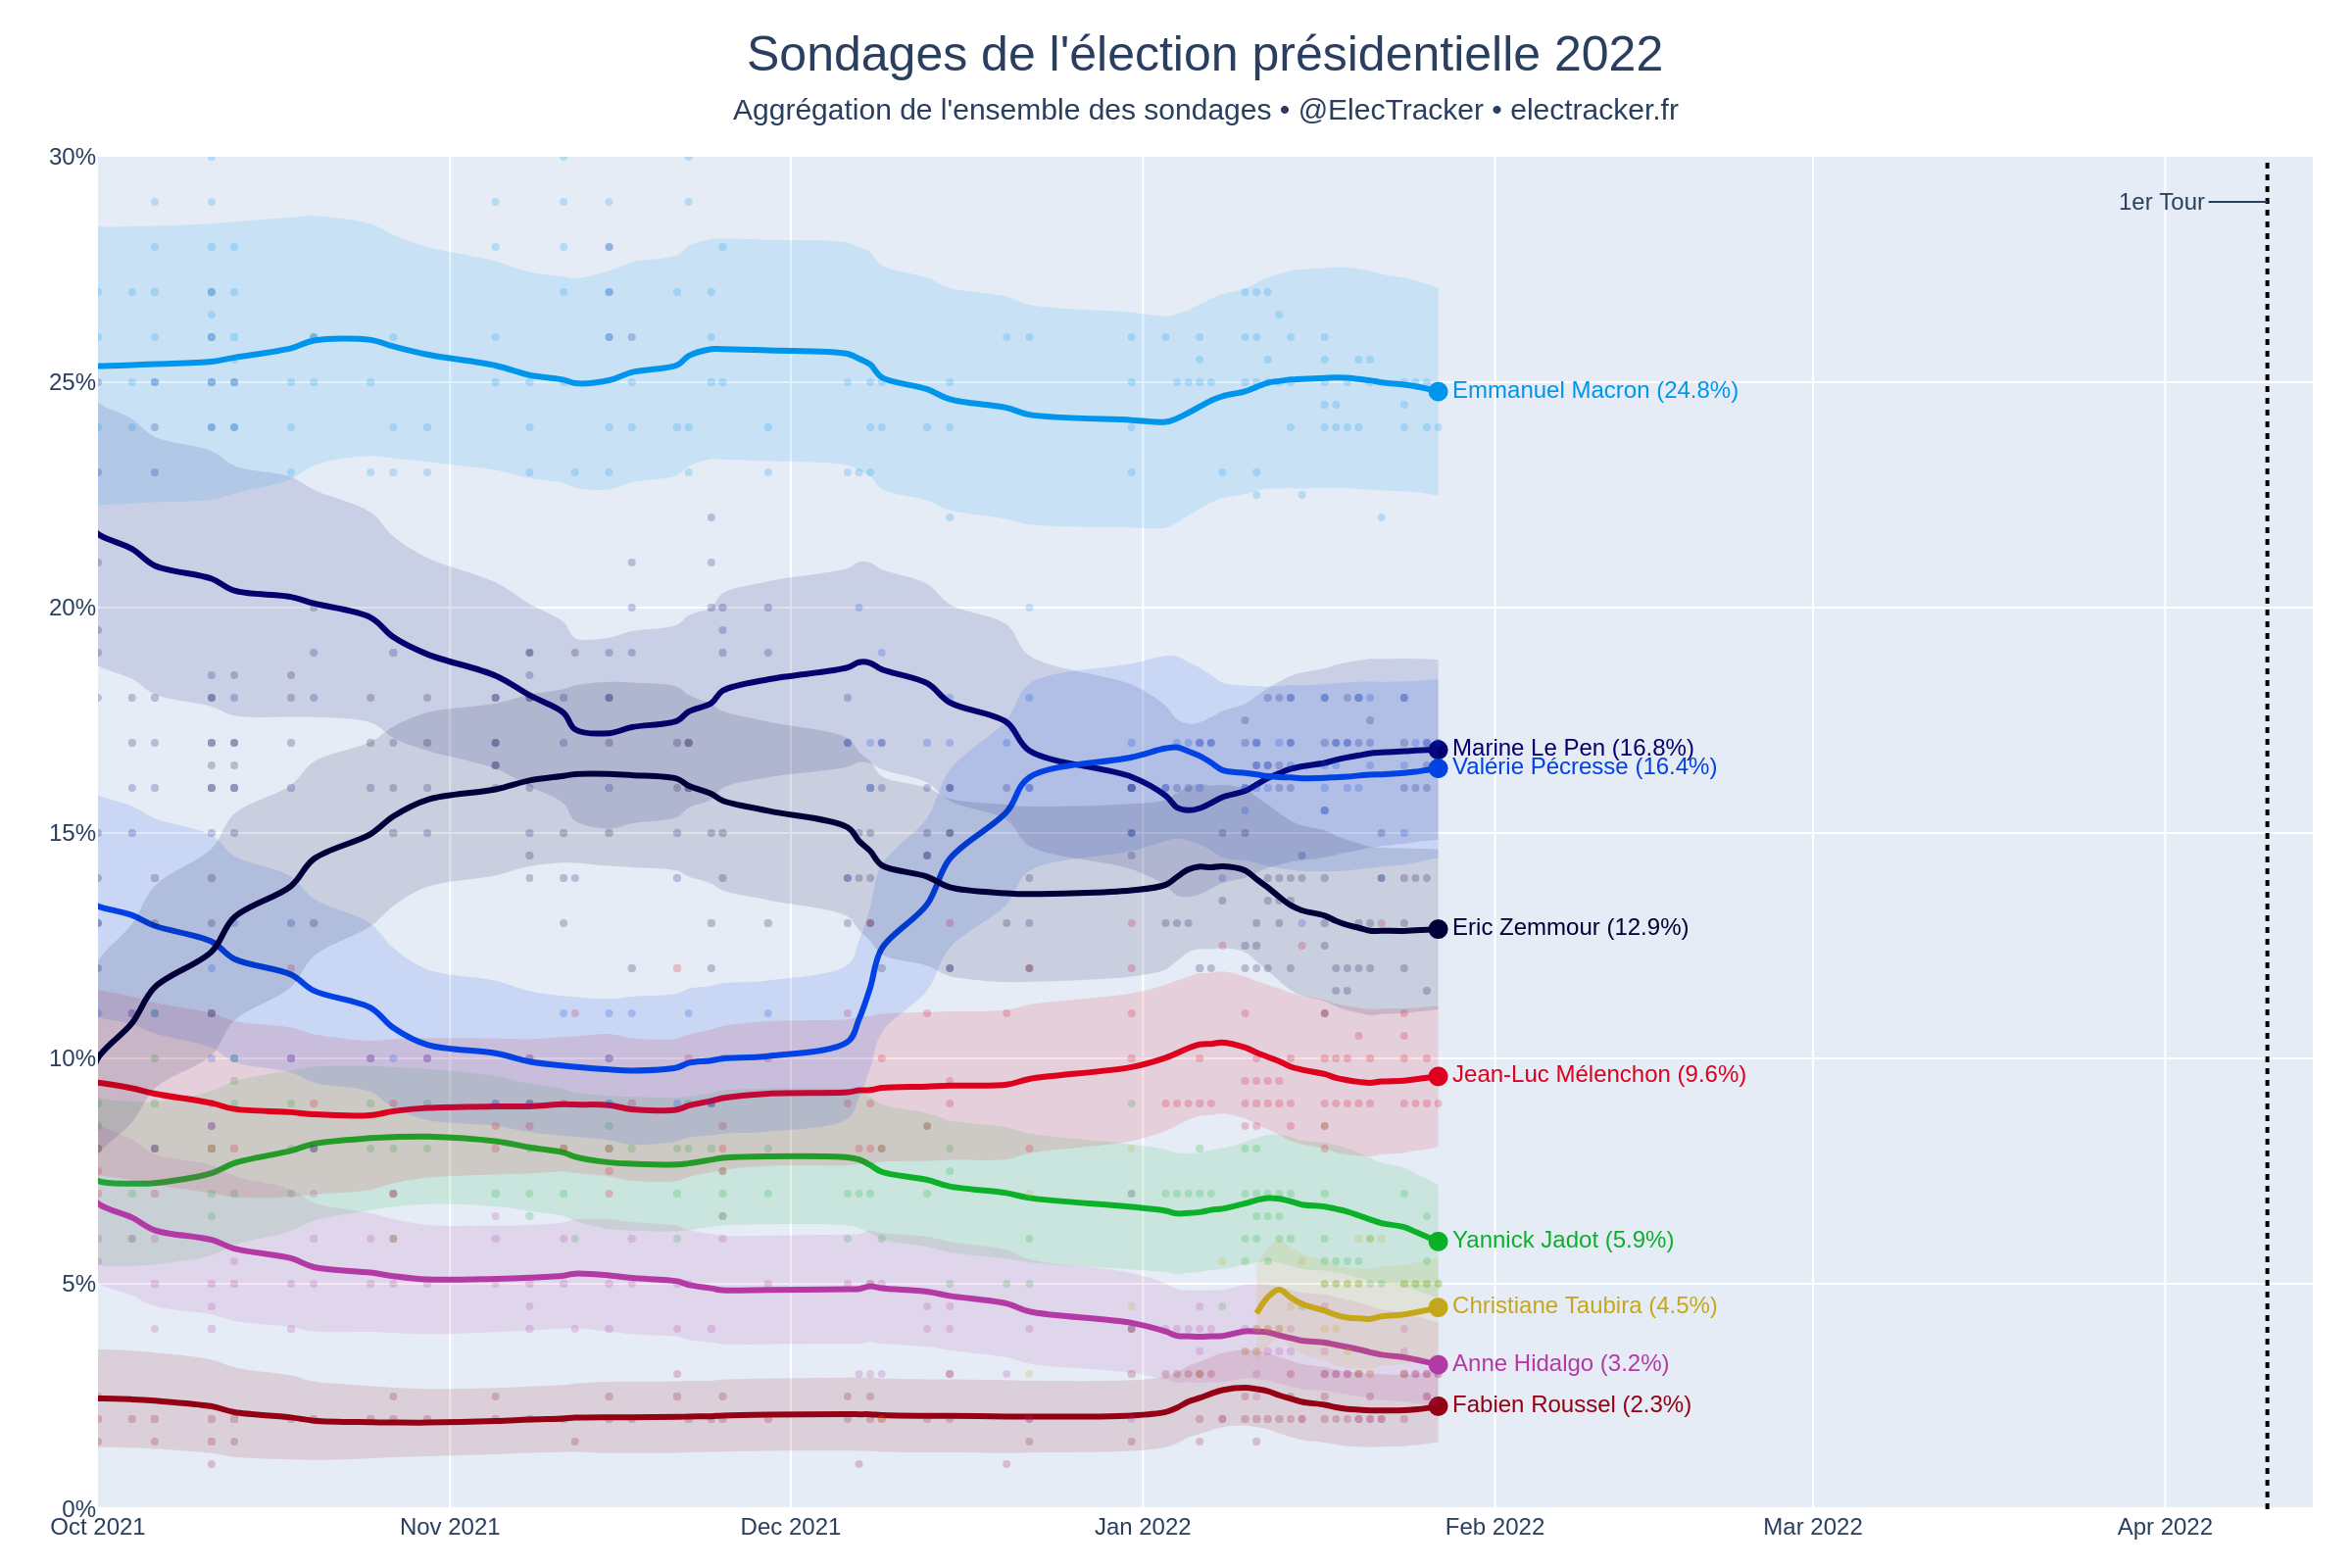 Sondages de l'élection présidentielle 2022
Aggrégation de l'ensemble des sondages • @ElecTracker • electracker.fr
30%
1er Tour
25%
Emmanuel Macron (24.8%)
20%
Marine Le Pen (16.8%)
Valérie Pécresse (16.4%)
15%
Eric Zemmour (12.9%)
10%
Jean-Luc Mélenchon (9.6%)
Yannick Jadot (5.9%)
5%
Christiane Taubira (4.5%)
Anne Hidalgo (3.2%)
Fabien Roussel (2.3%)
0%
Oct 2021 Nov 2021 Dec 2021 Jan 2022 Feb 2022 Mar 2022 Apr 2022